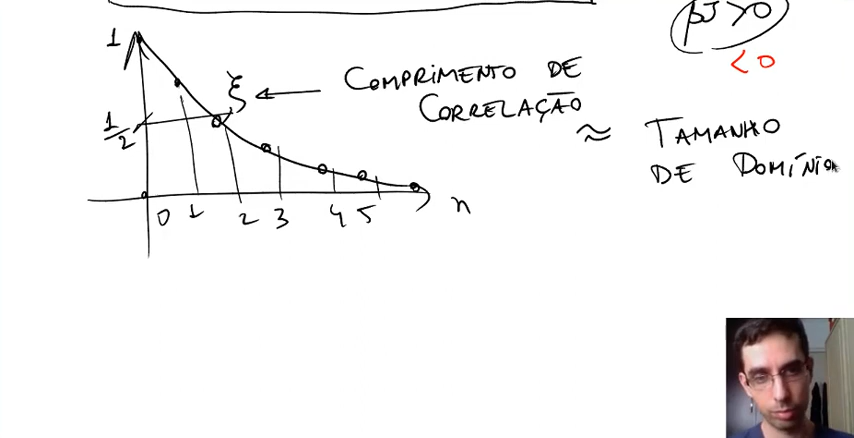 βJ > 0
< 0
1
ξ ← COMPRIMENTO DE
CORRELAÇÃO
1/2
≈ TAMANHO
DE DOMÍNIO
0 1 2 3 4 5 n